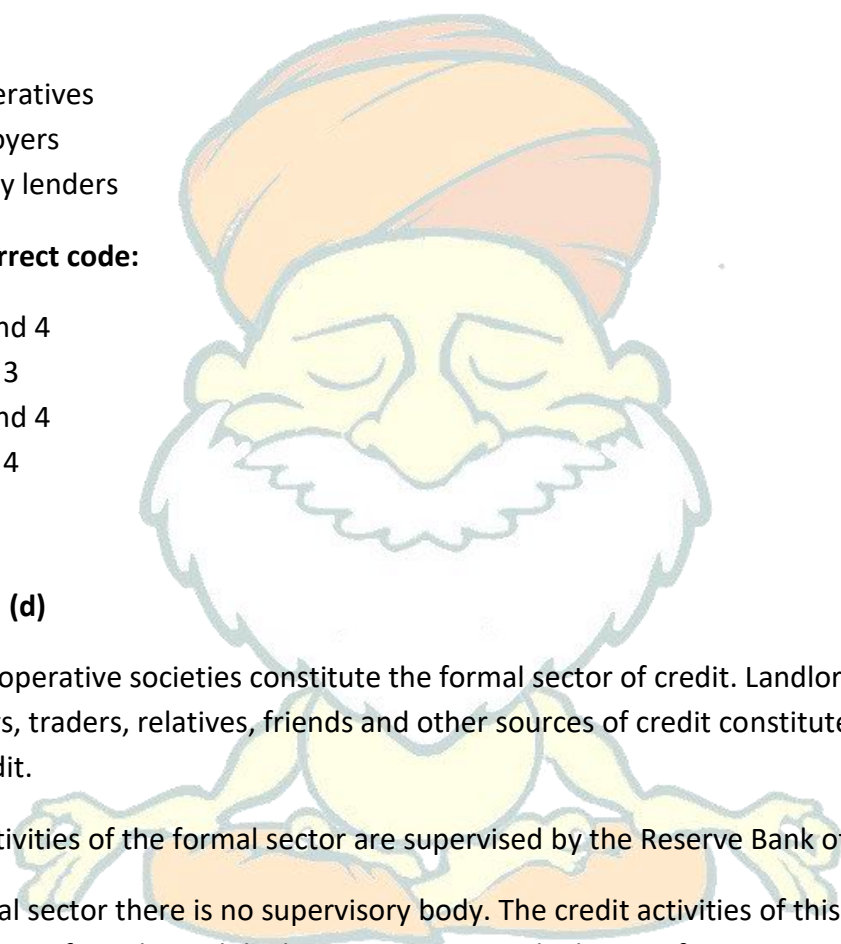 eratives
oyers
y lenders
rrect code:
nd 4
3
nd 4
4
(d)
operative societies constitute the formal sector of credit. Landlor
s, traders, relatives, friends and other sources of credit constitute
dit.
tivities of the formal sector are supervised by the Reserve Bank of
al sector there is no supervisory body. The credit activities of this